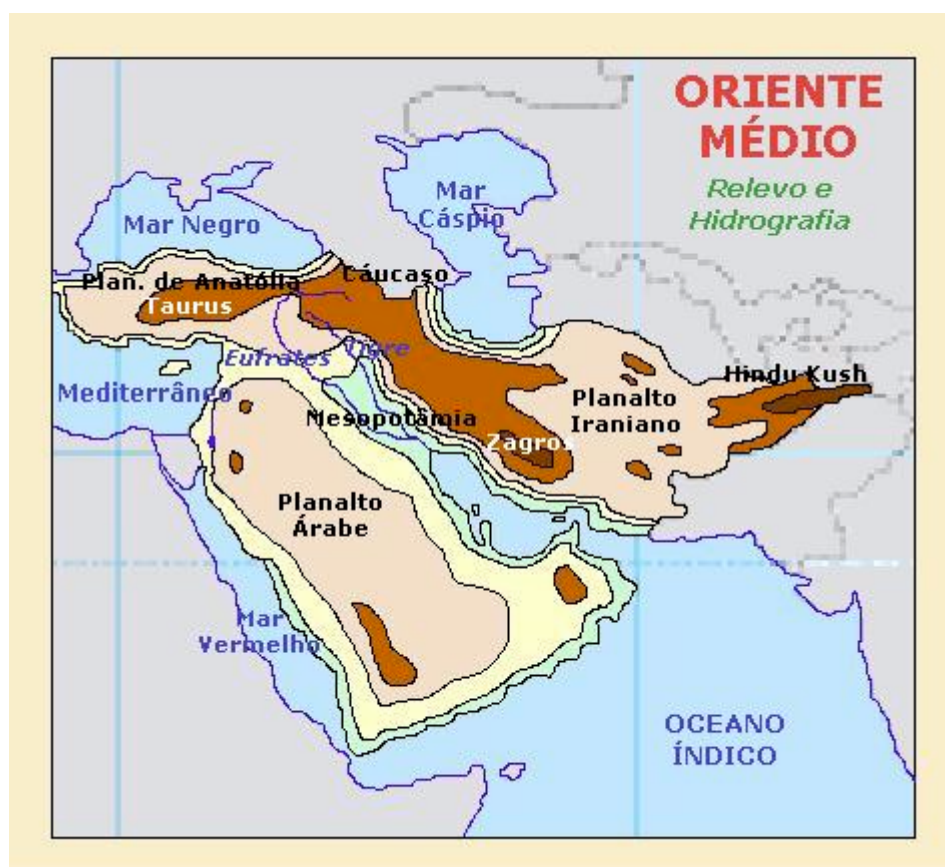 ORIENTE
MÉDIO
Relevo e
Hidrografia
Mar
Cáspio
Mar Negro
Cáucaso
Plan. de Anatólia
Taurus
Eufrates
Tigre
Mediterrâneo
Hindu Kush
Planalto
Iraniano
Mesopotâmia
Zagros
Planalto
Árabe
Mar
Vermelho
OCEANO
ÍNDICO